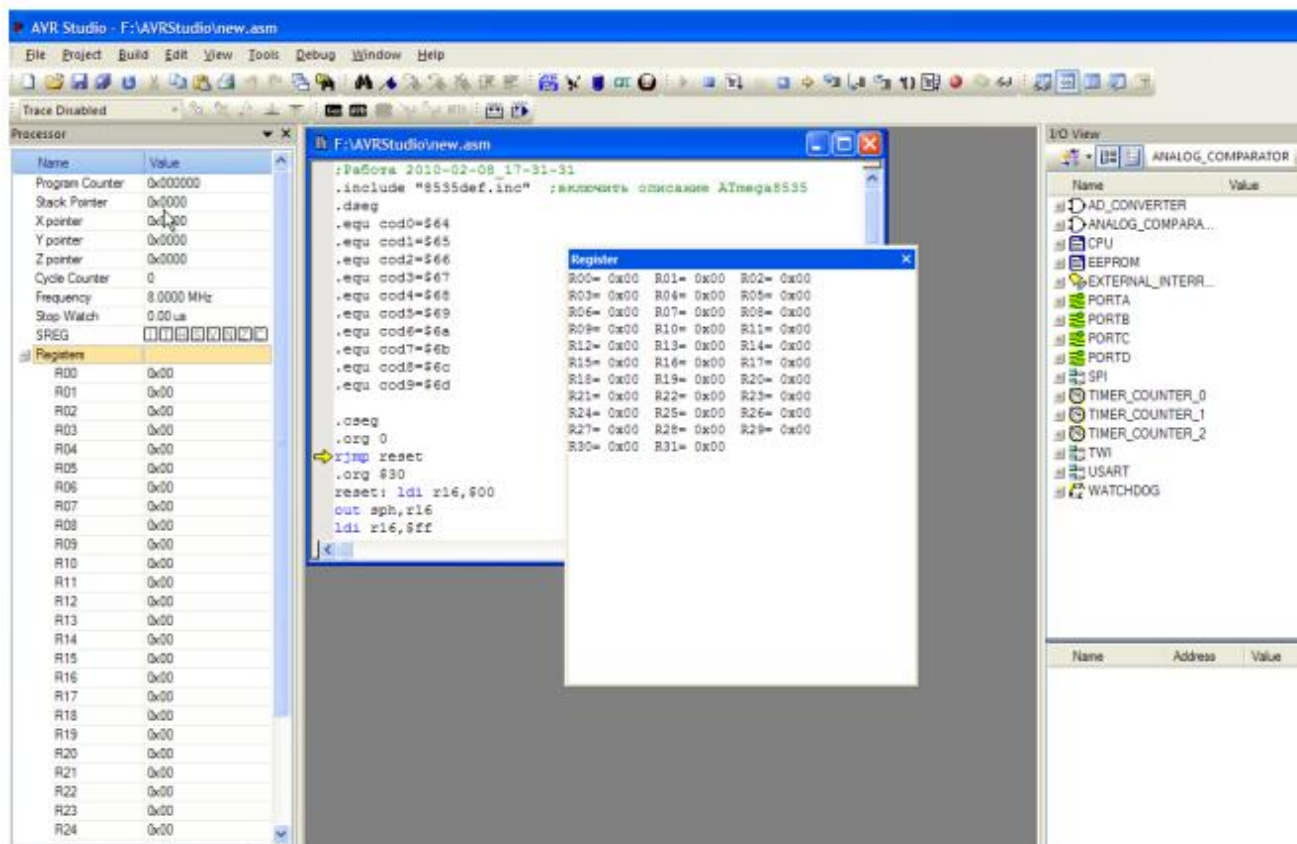 AVR Studio - F:\AVRStudio\new.asm
File Project Build Edit View Tools Debug Window Help
Trace Disabled
Processor
Name Value
Program Counter 0x000000
Stack Pointer 0x0000
X pointer
Y pointer 0x0000
Z pointer 0x0000
Cycle Counter 0
Frequency 8.0000 MHz
Stop Watch 0.00 us
SREG I T H S V N Z C
Registers
R00 0x00
R01 0x00
R02 0x00
R03 0x00
R04 0x00
R05 0x00
R06 0x00
R07 0x00
R08 0x00
R09 0x00
R10 0x00
R11 0x00
R12 0x00
R13 0x00
R14 0x00
R15 0x00
R16 0x00
R17 0x00
R18 0x00
R19 0x00
R20 0x00
R21 0x00
R22 0x00
R23 0x00
R24 0x00
F:\AVRStudio\new.asm
;Работа 2010-02-08_17-31-31
.include "8535def.inc" ;включить описание ATmega8535
.dseg
.equ cod0=$64
.equ cod1=$65
.equ cod2=$66
.equ cod3=$67
.equ cod4=$68
.equ cod5=$69
.equ cod6=$6a
.equ cod7=$6b
.equ cod8=$6c
.equ cod9=$6d
.cseg
.org 0
rjmp reset
.org $30
reset: ldi r16,$00
out sph,r16
ldi r16,$ff
Register
R00= 0x00 R01= 0x00 R02= 0x00
R03= 0x00 R04= 0x00 R05= 0x00
R06= 0x00 R07= 0x00 R08= 0x00
R09= 0x00 R10= 0x00 R11= 0x00
R12= 0x00 R13= 0x00 R14= 0x00
R15= 0x00 R16= 0x00 R17= 0x00
R18= 0x00 R19= 0x00 R20= 0x00
R21= 0x00 R22= 0x00 R23= 0x00
R24= 0x00 R25= 0x00 R26= 0x00
R27= 0x00 R28= 0x00 R29= 0x00
R30= 0x00 R31= 0x00
I/O View
ANALOG_COMPARATOR
Name Value
AD_CONVERTER
ANALOG_COMPARA...
CPU
EEPROM
EXTERNAL_INTERR...
PORTA
PORTB
PORTC
PORTD
SPI
TIMER_COUNTER_0
TIMER_COUNTER_1
TIMER_COUNTER_2
TWI
USART
WATCHDOG
Name Address Value